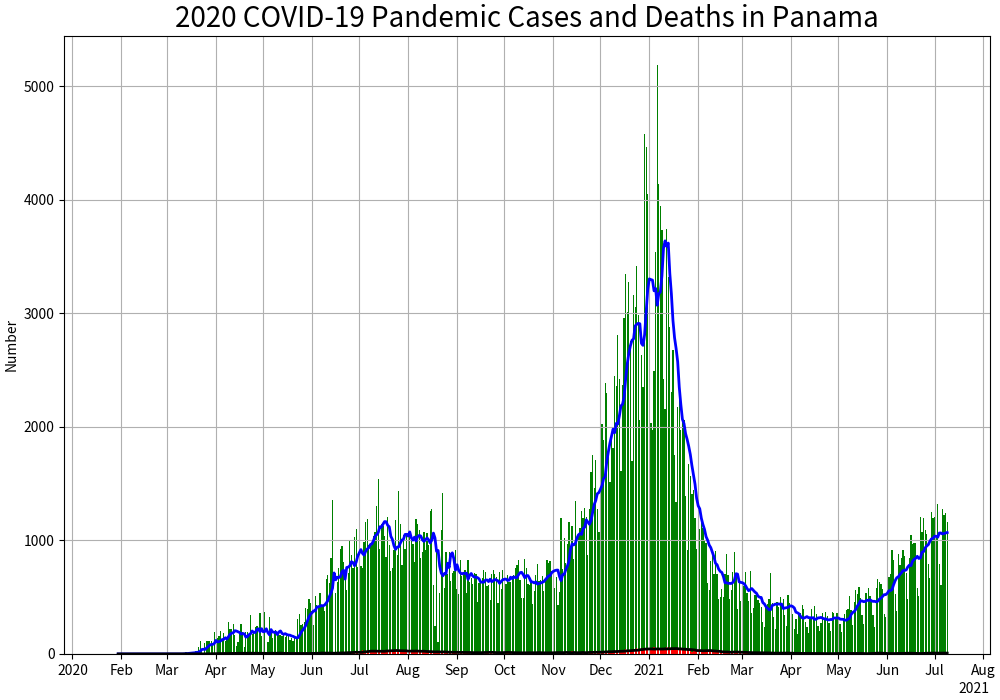 2020 COVID-19 Pandemic Cases and Deaths in Panama
Number
5000
4000
3000
2000
1000
0
2020 Feb Mar Apr May Jun Jul Aug Sep Oct Nov Dec 2021 Feb Mar Apr May Jun Jul Aug
2021